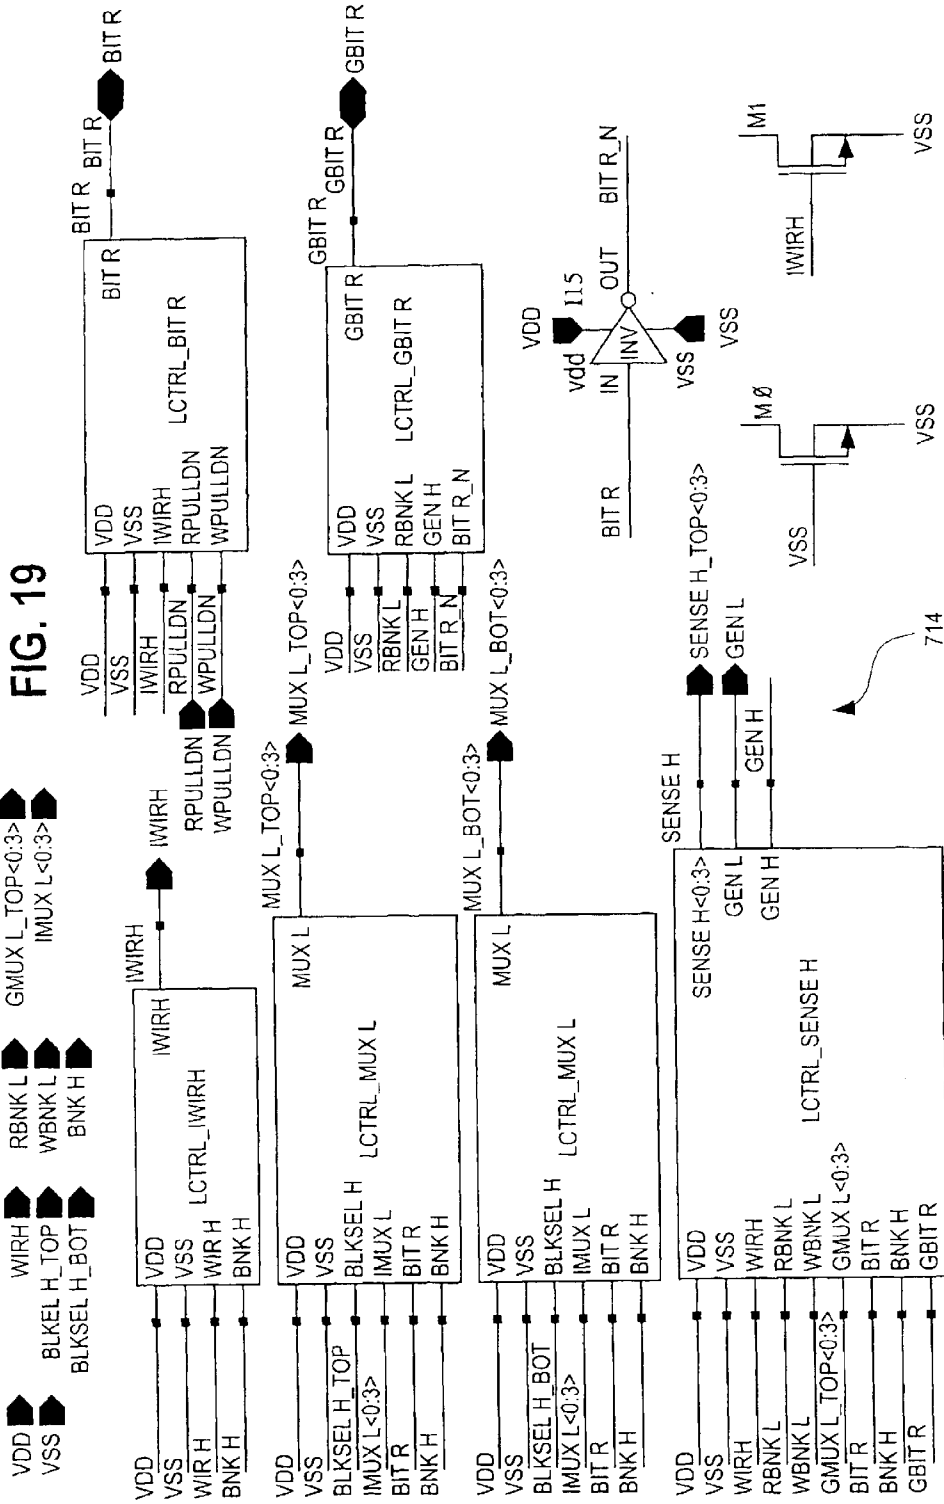 FIG. 19
VDD
VSS
WIRH
BLKEL H_TOP
BLKSEL H_BOT
RBNK L
WBNK L
BNK H
GMUX L_TOP<0:3>
IMUX L<0:3>
VDD
VSS
WIR H
BNK H
VDD
VSS
WIR H
BNK H
LCTRL_IWIRH
IWIRH
IWIRH
IWIRH
VDD
VSS
IWIRH
RPULLDN
WPULLDN
RPULLDN
WPULLDN
VDD
VSS
IWIRH
RPULLDN
WPULLDN
LCTRL_BIT R
BIT R
BIT R
BIT R
BIT R
VDD
VSS
BLKSEL H_TOP
IMUX L<0:3>
BIT R
BNK H
VDD
VSS
BLKSEL H
IMUX L
BIT R
BNK H
LCTRL_MUX L
MUX L
MUX L_TOP<0:3>
MUX L_TOP<0:3>
VDD
VSS
RBNK L
GEN H
BIT R_N
VDD
VSS
RBNK L
GEN H
BIT R_N
LCTRL_GBIT R
GBIT R
GBIT R
GBIT R
GBIT R
VDD
VSS
BLKSEL H_BOT
IMUX L<0:3>
BIT R
BNK H
VDD
VSS
BLKSEL H
IMUX L
BIT R
BNK H
LCTRL_MUX L
MUX L
MUX L_BOT<0:3>
MUX L_BOT<0:3>
BIT R
IN
INV
VDD
vdd
I15
OUT
BIT R_N
VSS
VSS
VDD
VSS
WIRH
RBNK L
WBNK L
GMUX L_TOP<0:3>
BIT R
BNK H
GBIT R
VDD
VSS
WIRH
RBNK L
WBNK L
GMUX L<0:3>
BIT R
BNK H
GBIT R
LCTRL_SENSE H
SENSE H<0:3>
GEN L
GEN H
SENSE H
SENSE H_TOP<0:3>
GEN L
GEN H
VSS
M0
VSS
IWIRH
M1
VSS
714